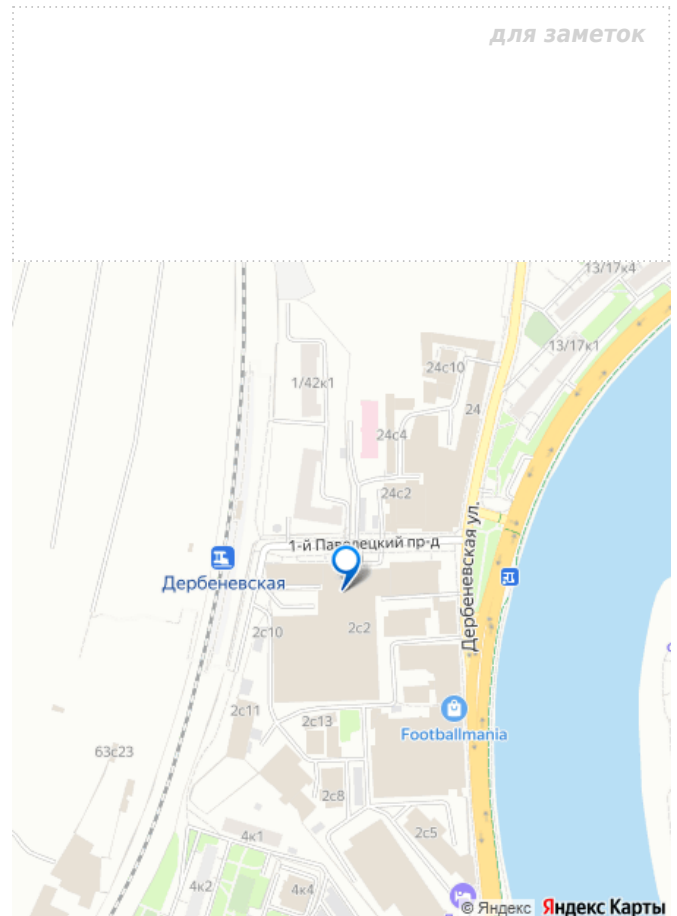 для заметок
13/17к4
13/17к1
24с10
1/42к1
24
24с4
24с2
Дербеневская ул.
1-й Павелецкий пр-д
Дербеневская
2с10
2с2
2с11
2с13
Footballmania
63с23
2с8
2с5
4к1
4к2
4к4
© Яндекс Яндекс Карты